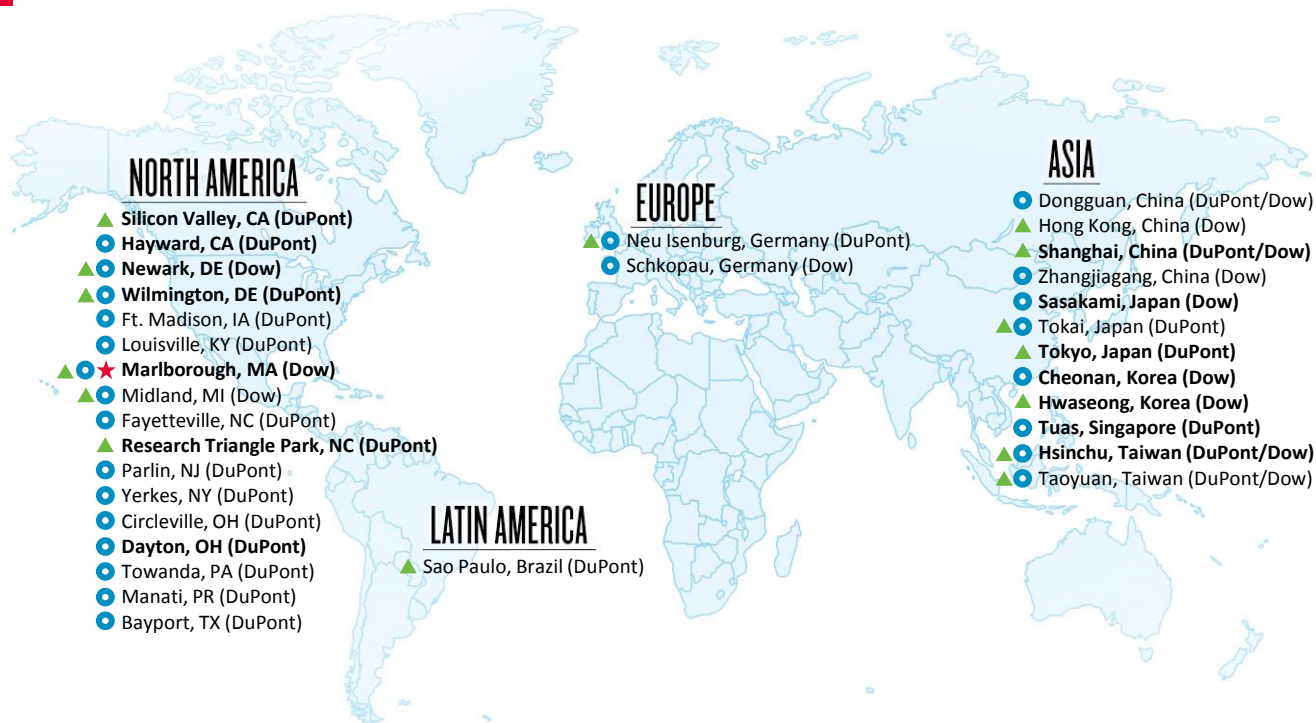 NORTH AMERICA
Silicon Valley, CA (DuPont)
Hayward, CA (DuPont)
Newark, DE (Dow)
Wilmington, DE (DuPont)
Ft. Madison, IA (DuPont)
Louisville, KY (DuPont)
Marlborough, MA (Dow)
Midland, MI (Dow)
Fayetteville, NC (DuPont)
Research Triangle Park, NC (DuPont)
Parlin, NJ (DuPont)
Yerkes, NY (DuPont)
Circleville, OH (DuPont)
Dayton, OH (DuPont)
Towanda, PA (DuPont)
Manati, PR (DuPont)
Bayport, TX (DuPont)
LATIN AMERICA
Sao Paulo, Brazil (DuPont)
EUROPE
Neu Isenburg, Germany (DuPont)
Schkopau, Germany (Dow)
ASIA
Dongguan, China (DuPont/Dow)
Hong Kong, China (Dow)
Shanghai, China (DuPont/Dow)
Zhangjiagang, China (Dow)
Sasakami, Japan (Dow)
Tokai, Japan (DuPont)
Tokyo, Japan (DuPont)
Cheonan, Korea (Dow)
Hwaseong, Korea (Dow)
Tuas, Singapore (DuPont)
Hsinchu, Taiwan (DuPont/Dow)
Taoyuan, Taiwan (DuPont/Dow)